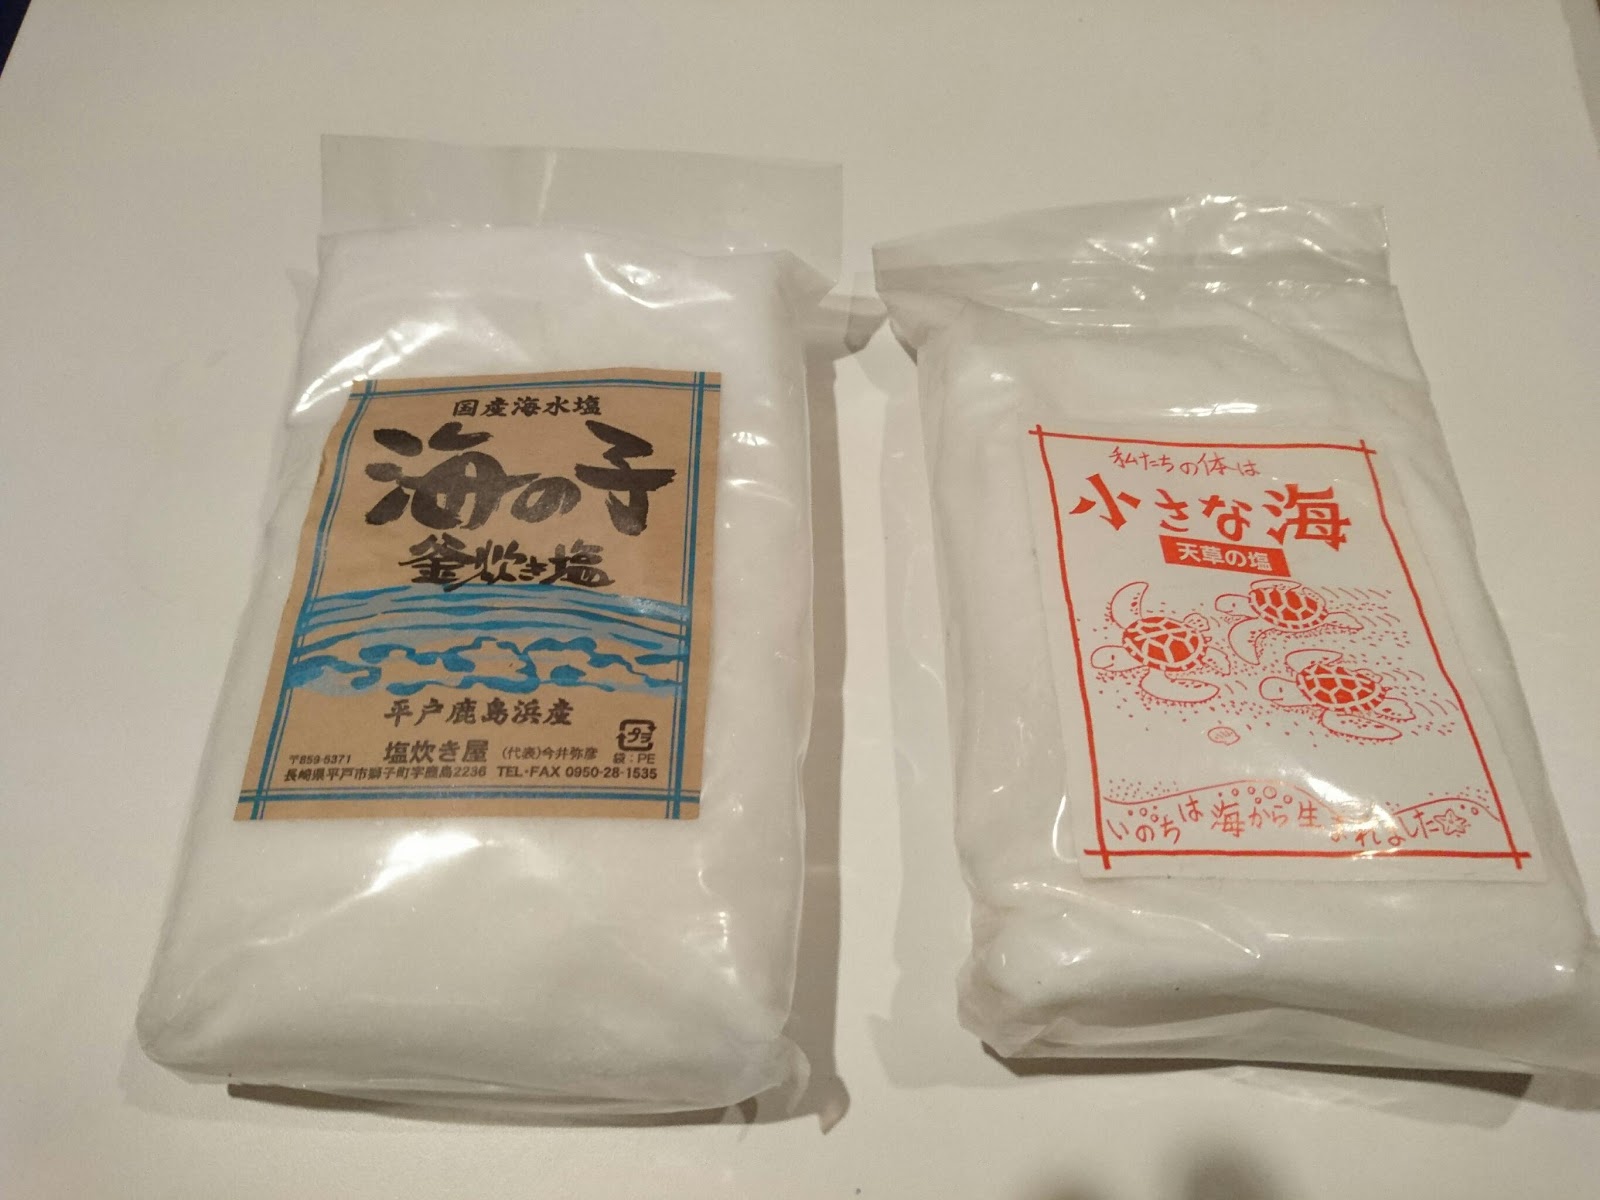 国産海水塩
海の子
釜炊き塩
平戸鹿島浜産
塩炊き屋 (代表)今井弥彦
プラ
袋:PE
〒859-5371
長崎県平戸市獅子町字鹿島2236 TEL・FAX 0950-28-1535
私たちの体は
小さな海
天草の塩
いのちは海から生まれました